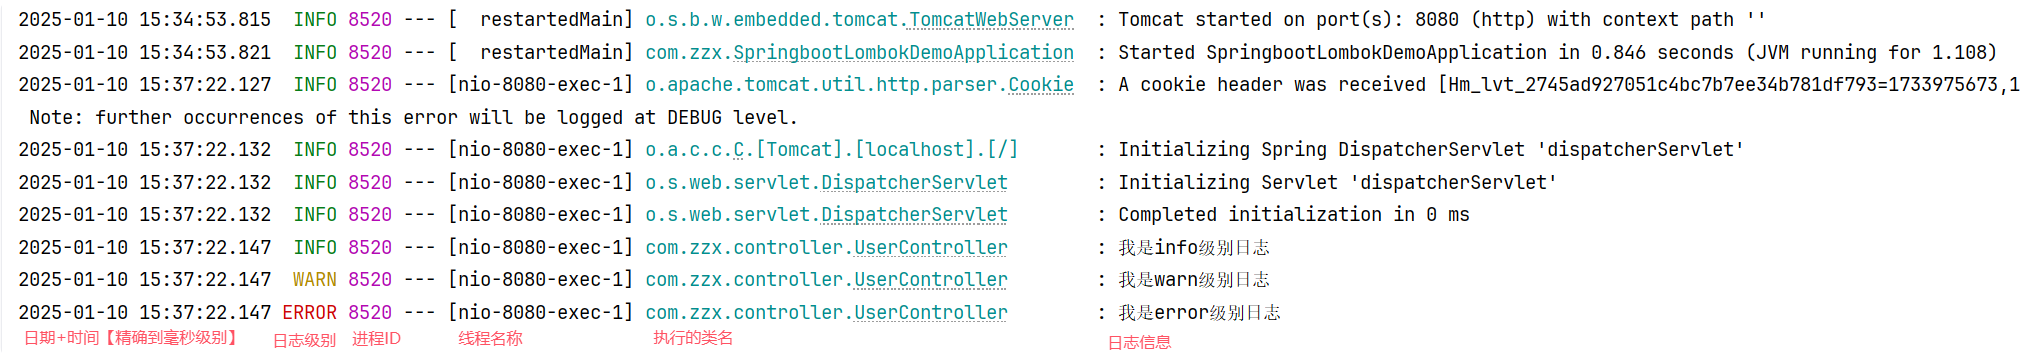 2025-01-10 15:34:53.815  INFO 8520 --- [  restartedMain] o.s.b.w.embedded.tomcat.TomcatWebServer  : Tomcat started on port(s): 8080 (http) with context path ''
2025-01-10 15:34:53.821  INFO 8520 --- [  restartedMain] com.zzx.SpringbootLombokDemoApplication  : Started SpringbootLombokDemoApplication in 0.846 seconds (JVM running for 1.108)
2025-01-10 15:37:22.127  INFO 8520 --- [nio-8080-exec-1] o.apache.tomcat.util.http.parser.Cookie  : A cookie header was received [Hm_lvt_2745ad927051c4bc7b7ee34b781df793=1733975673,1
 Note: further occurrences of this error will be logged at DEBUG level.
2025-01-10 15:37:22.132  INFO 8520 --- [nio-8080-exec-1] o.a.c.c.C.[Tomcat].[localhost].[/]       : Initializing Spring DispatcherServlet 'dispatcherServlet'
2025-01-10 15:37:22.132  INFO 8520 --- [nio-8080-exec-1] o.s.web.servlet.DispatcherServlet        : Initializing Servlet 'dispatcherServlet'
2025-01-10 15:37:22.132  INFO 8520 --- [nio-8080-exec-1] o.s.web.servlet.DispatcherServlet        : Completed initialization in 0 ms
2025-01-10 15:37:22.147  INFO 8520 --- [nio-8080-exec-1] com.zzx.controller.UserController        : 我是info级别日志
2025-01-10 15:37:22.147  WARN 8520 --- [nio-8080-exec-1] com.zzx.controller.UserController        : 我是warn级别日志
2025-01-10 15:37:22.147 ERROR 8520 --- [nio-8080-exec-1] com.zzx.controller.UserController        : 我是error级别日志
日期+时间【精确到毫秒级别】 日志级别 进程ID 线程名称 执行的类名 日志信息